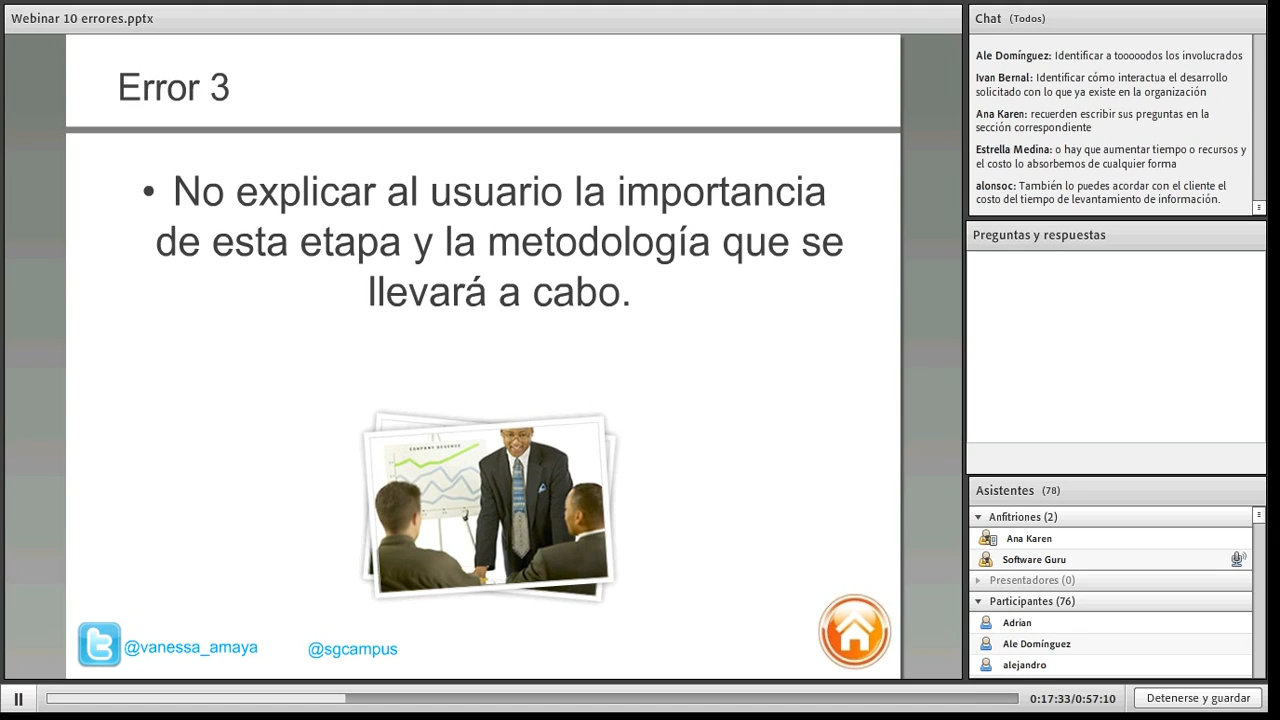 Webinar 10 errores.pptx
Error 3
• No explicar al usuario la importancia
de esta etapa y la metodología que se
llevará a cabo.
COMPANY REVENUE
@vanessa_amaya
@sgcampus
Chat (Todos)
Ale Domínguez: Identificar a tooooodos los involucrados
Ivan Bernal: Identificar cómo interactua el desarrollo
solicitado con lo que ya existe en la organización
Ana Karen: recuerden escribir sus preguntas en la
sección correspondiente
Estrella Medina: o hay que aumentar tiempo o recursos y
el costo lo absorbemos de cualquier forma
alonsoc: También lo puedes acordar con el cliente el
costo del tiempo de levantamiento de información.
Preguntas y respuestas
Asistentes (78)
Anfitriones (2)
Ana Karen
Software Guru
Presentadores (0)
Participantes (76)
Adrian
Ale Domínguez
alejandro
0:17:33/0:57:10
Detenerse y guardar